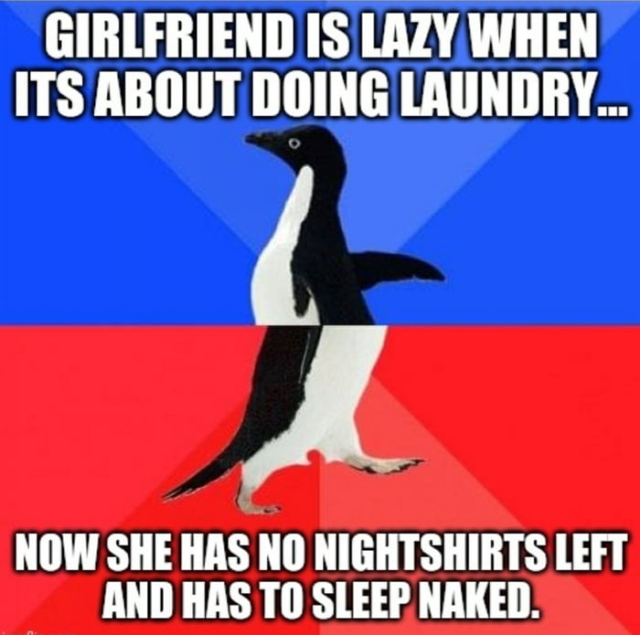 GIRLFRIEND IS LAZY WHEN
ITS ABOUT DOING LAUNDRY...
NOW SHE HAS NO NIGHTSHIRTS LEFT
AND HAS TO SLEEP NAKED.